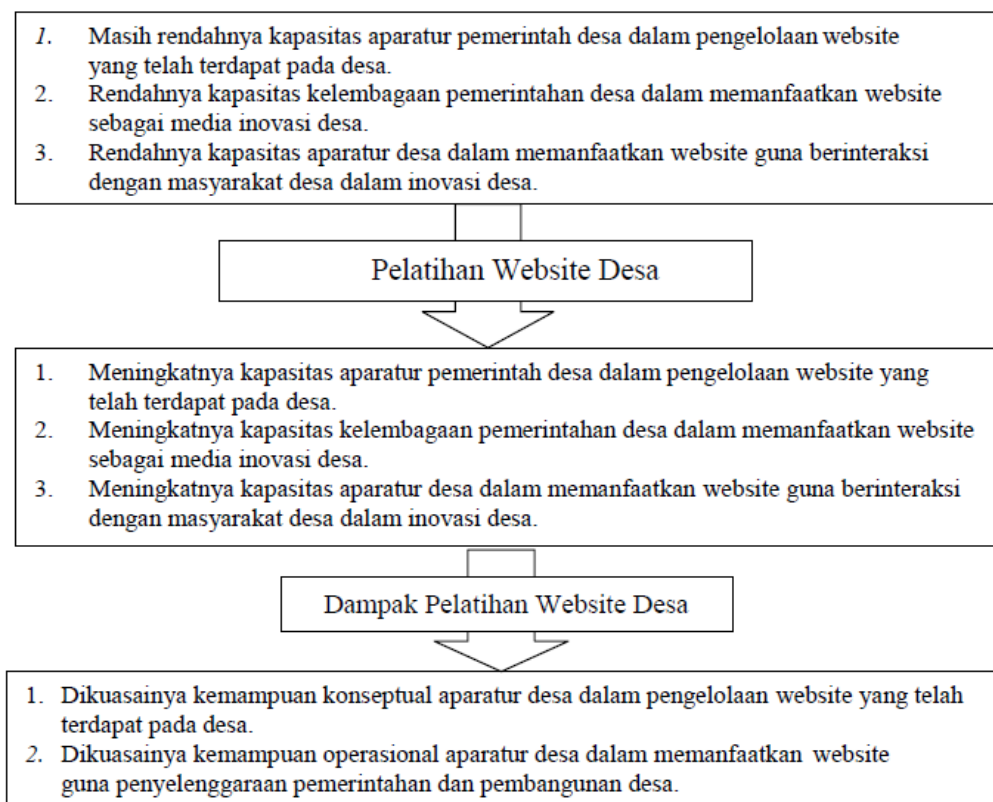 1. Masih rendahnya kapasitas aparatur pemerintah desa dalam pengelolaan website
yang telah terdapat pada desa.
2. Rendahnya kapasitas kelembagaan pemerintahan desa dalam memanfaatkan website
sebagai media inovasi desa.
3. Rendahnya kapasitas aparatur desa dalam memanfaatkan website guna berinteraksi
dengan masyarakat desa dalam inovasi desa.
Pelatihan Website Desa
1. Meningkatnya kapasitas aparatur pemerintah desa dalam pengelolaan website yang
telah terdapat pada desa.
2. Meningkatnya kapasitas kelembagaan pemerintahan desa dalam memanfaatkan website
sebagai media inovasi desa.
3. Meningkatnya kapasitas aparatur desa dalam memanfaatkan website guna berinteraksi
dengan masyarakat desa dalam inovasi desa.
Dampak Pelatihan Website Desa
1. Dikuasainya kemampuan konseptual aparatur desa dalam pengelolaan website yang telah
terdapat pada desa.
2. Dikuasainya kemampuan operasional aparatur desa dalam memanfaatkan website
guna penyelenggaraan pemerintahan dan pembangunan desa.